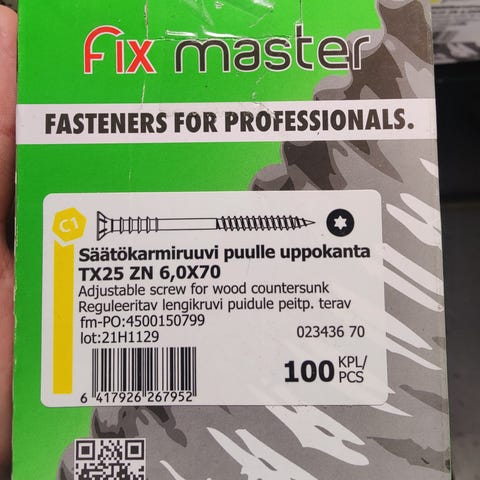 fix master
FASTENERS FOR PROFESSIONALS.
C1
Säätökarmiruuvi puulle uppokanta
TX25 ZN 6,0X70
Adjustable screw for wood countersunk
Reguleeritav lengikruvi puidule peitp. terav
fm-PO:4500150799
lot:21H1129
023436 70
100 KPL/
PCS
6 417926 267952